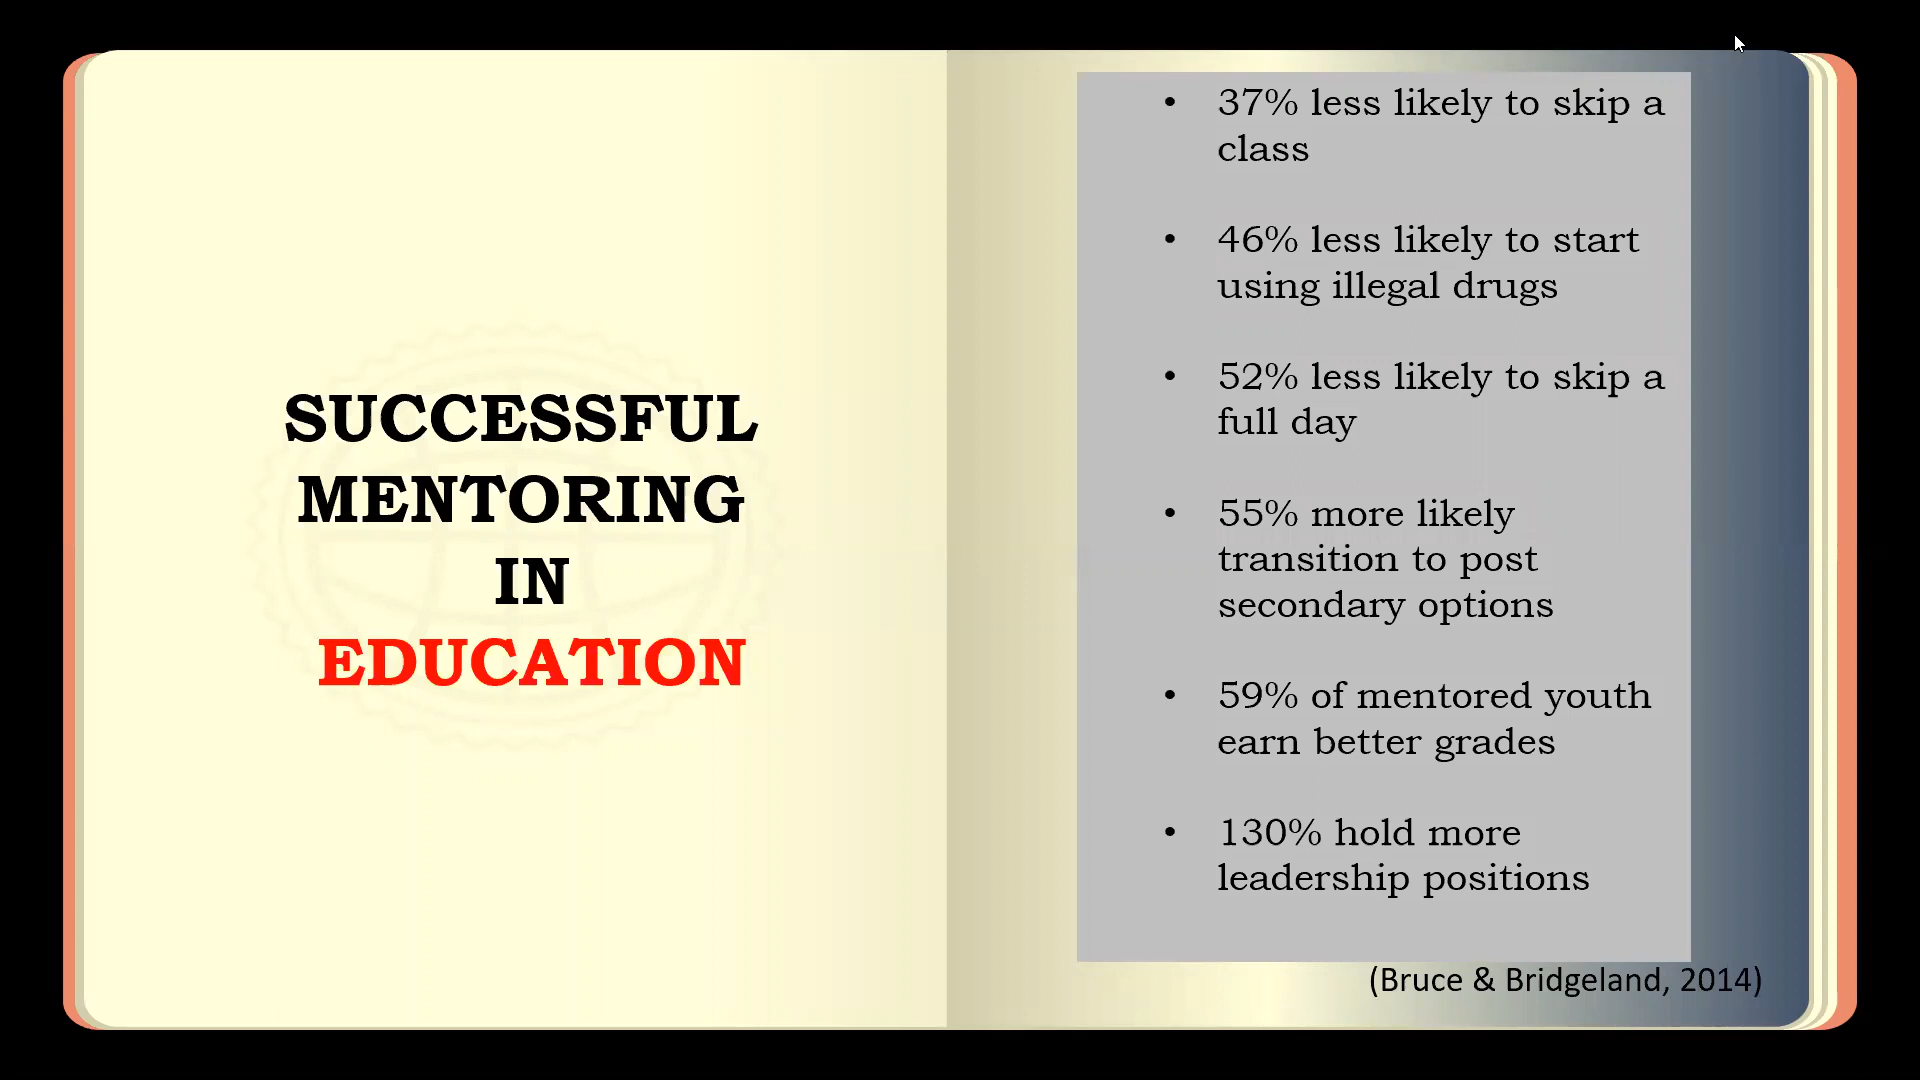 SUCCESSFUL
MENTORING
IN
EDUCATION
• 37% less likely to skip a
class
• 46% less likely to start
using illegal drugs
• 52% less likely to skip a
full day
• 55% more likely
transition to post
secondary options
• 59% of mentored youth
earn better grades
• 130% hold more
leadership positions
(Bruce & Bridgeland, 2014)